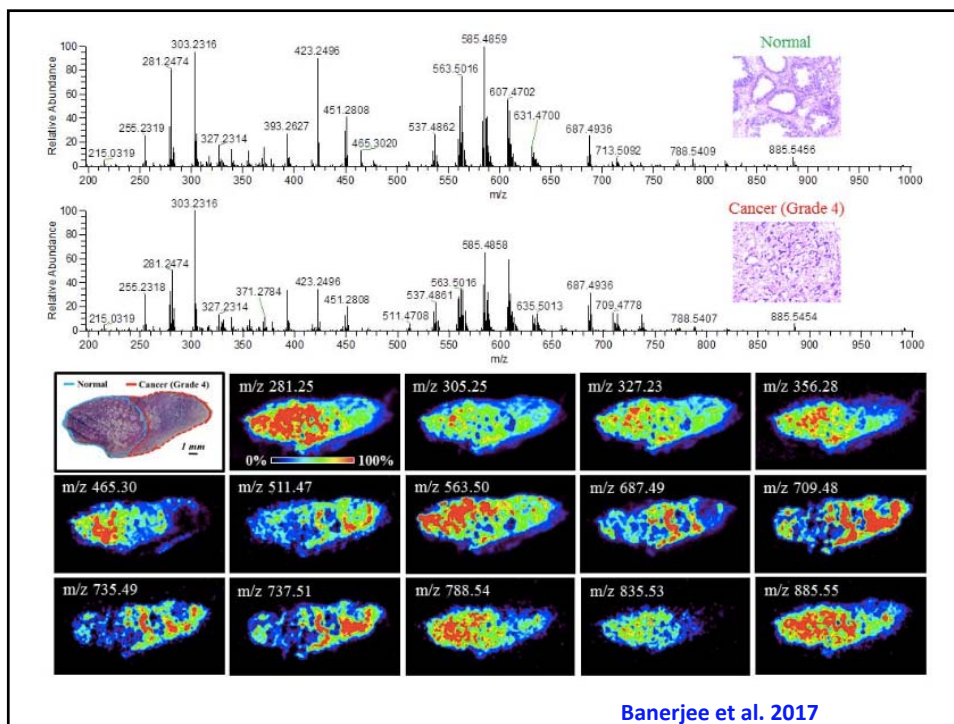 Normal
303.2316
281.2474
255.2319
215.0319
327.2314
393.2627
423.2496
451.2808
465.3020
537.4862
563.5016
585.4859
607.4702
631.4700
687.4936
713.5092
788.5409
885.5466
Relative Abundance
100
80
60
40
20
0
200 250 300 350 400 450 500 550 600 650 700 750 800 850 900 950 1000
m/z
Cancer (Grade 4)
303.2316
281.2474
255.2318
215.0319
327.2314
371.2784
423.2496
451.2808
511.4708
537.4861
563.5016
585.4858
635.5013
687.4936
709.4778
788.5407
885.5454
Relative Abundance
100
80
60
40
20
0
200 250 300 350 400 450 500 550 600 650 700 750 800 850 900 950 1000
m/z
Normal Cancer (Grade 4)
1 mm
m/z 281.25
0% 100%
m/z 305.25
m/z 327.23
m/z 356.28
m/z 465.30
m/z 511.47
m/z 563.50
m/z 687.49
m/z 709.48
m/z 735.49
m/z 737.51
m/z 788.54
m/z 835.53
m/z 885.55
Banerjee et al. 2017